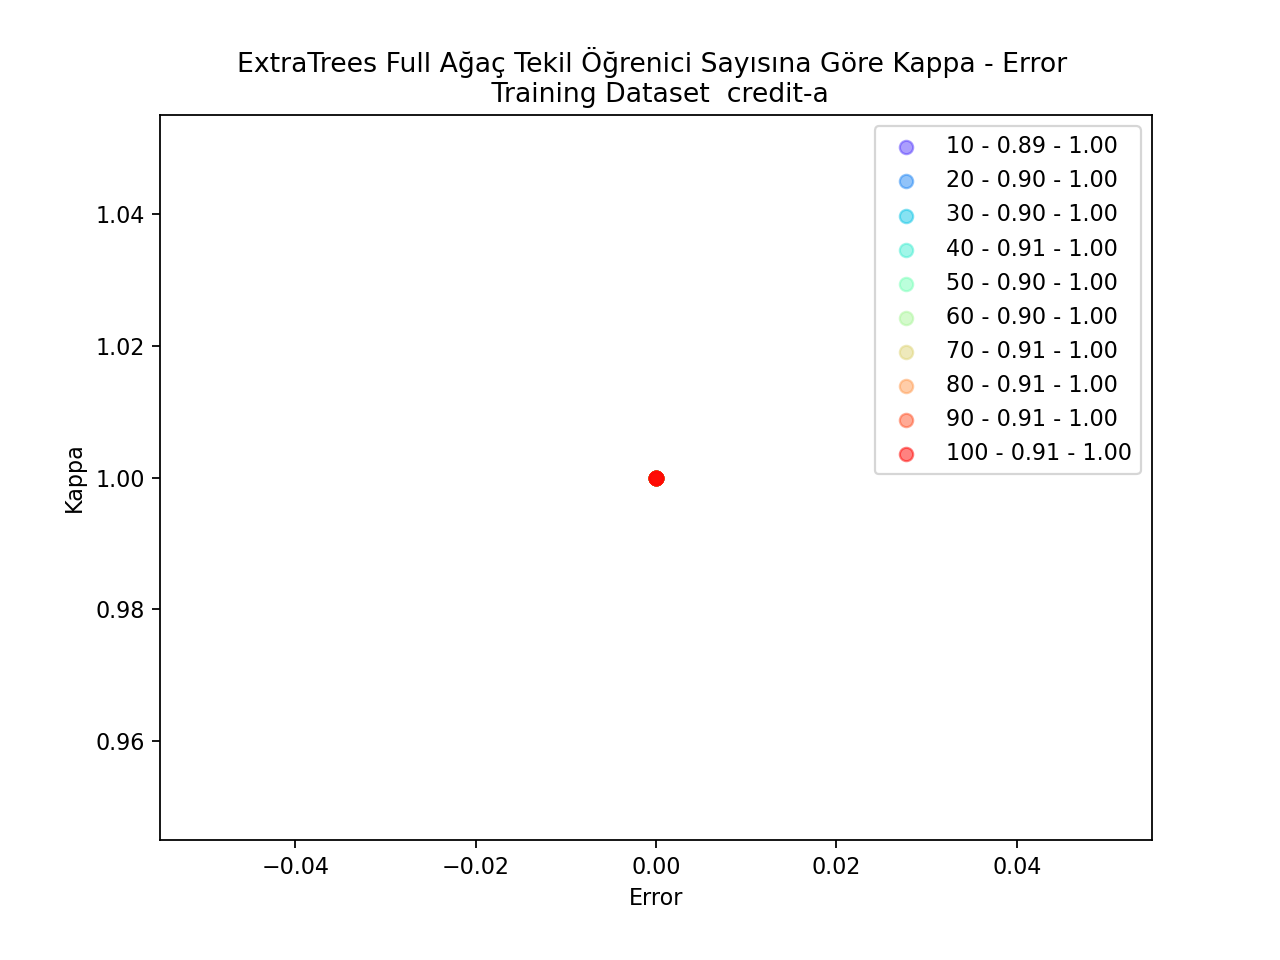 ExtraTrees Full Ağaç Tekil Öğrenici Sayısına Göre Kappa - Error
Training Dataset  credit-a
10 - 0.89 - 1.00
20 - 0.90 - 1.00
30 - 0.90 - 1.00
40 - 0.91 - 1.00
50 - 0.90 - 1.00
60 - 0.90 - 1.00
70 - 0.91 - 1.00
80 - 0.91 - 1.00
90 - 0.91 - 1.00
100 - 0.91 - 1.00
Kappa
1.04
1.02
1.00
0.98
0.96
−0.04
−0.02
0.00
0.02
0.04
Error